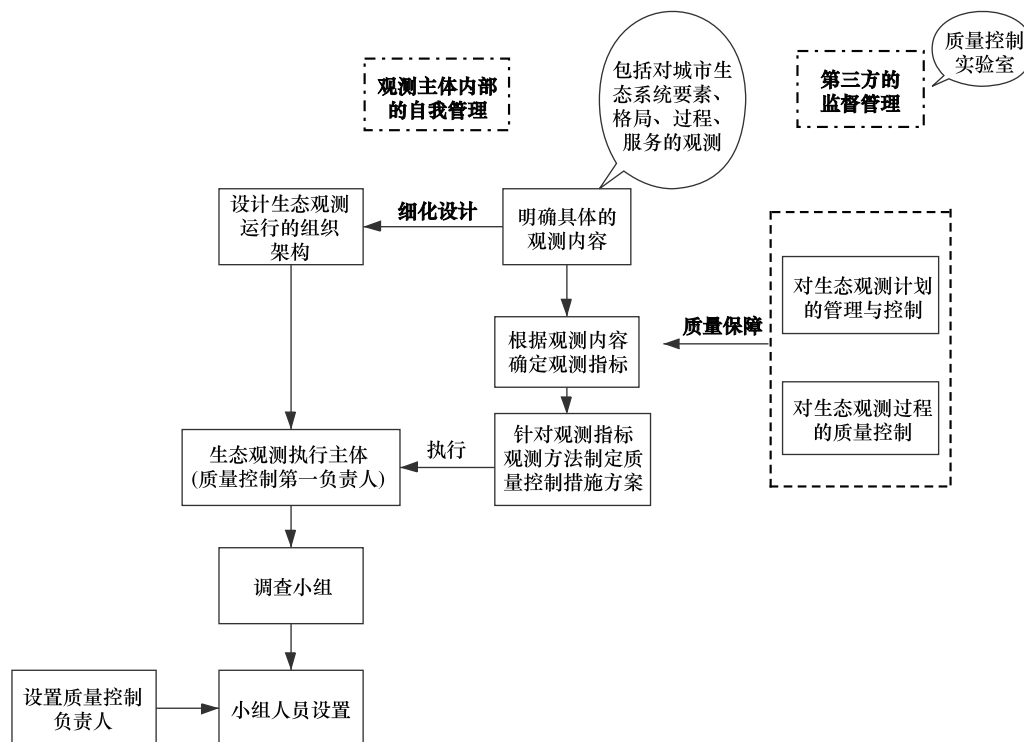 观测主体内部
的自我管理
包括对城市生
态系统要素、
格局、过程、
服务的观测
第三方的
监督管理
质量控制
实验室
设计生态观测
运行的组织
架构
细化设计
明确具体的
观测内容
根据观测内容
确定观测指标
质量保障
对生态观测计划
的管理与控制
对生态观测过程
的质量控制
生态观测执行主体
(质量控制第一负责人)
执行
针对观测指标
观测方法制定质
量控制措施方案
调查小组
设置质量控制
负责人
小组人员设置